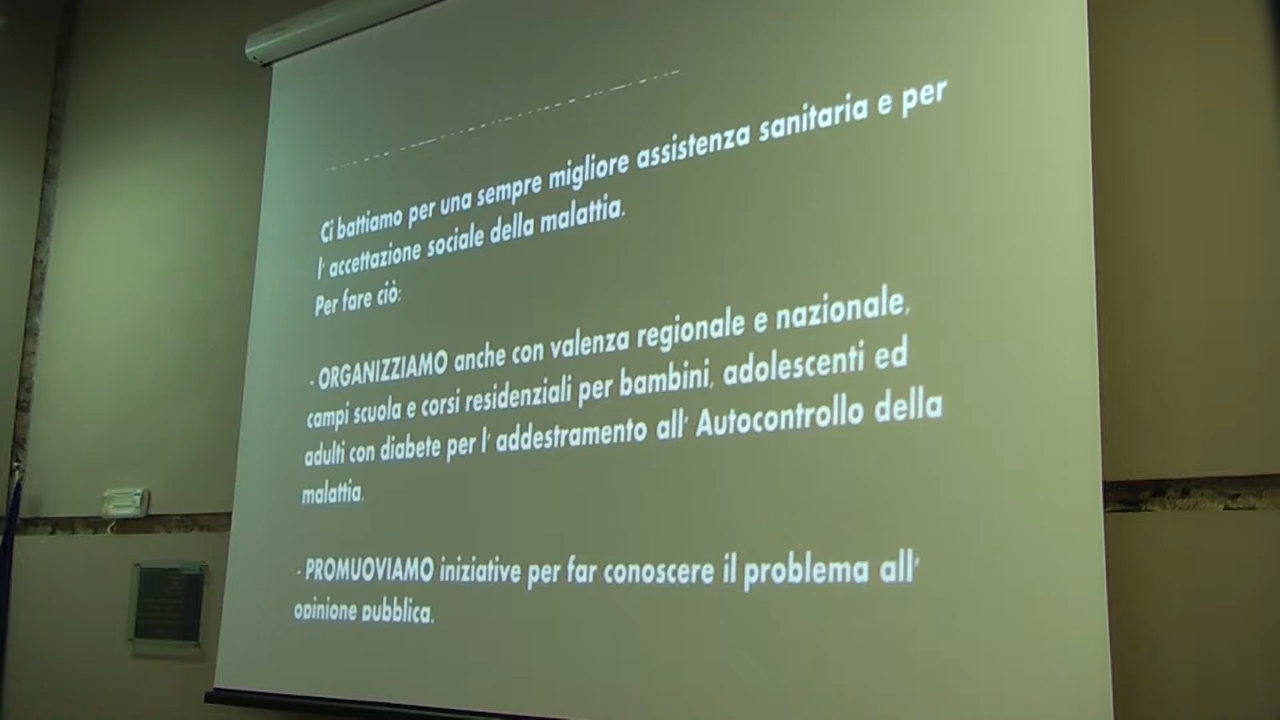 Ci battiamo per una sempre migliore assistenza sanitaria e per
l' accettazione sociale della malattia.
Per fare ciò:
- ORGANIZZIAMO anche con valenza regionale e nazionale,
campi scuola e corsi residenziali per bambini, adolescenti ed
adulti con diabete per l' addestramento all' Autocontrollo della
malattia.
- PROMUOVIAMO iniziative per far conoscere il problema all'
opinione pubblica.